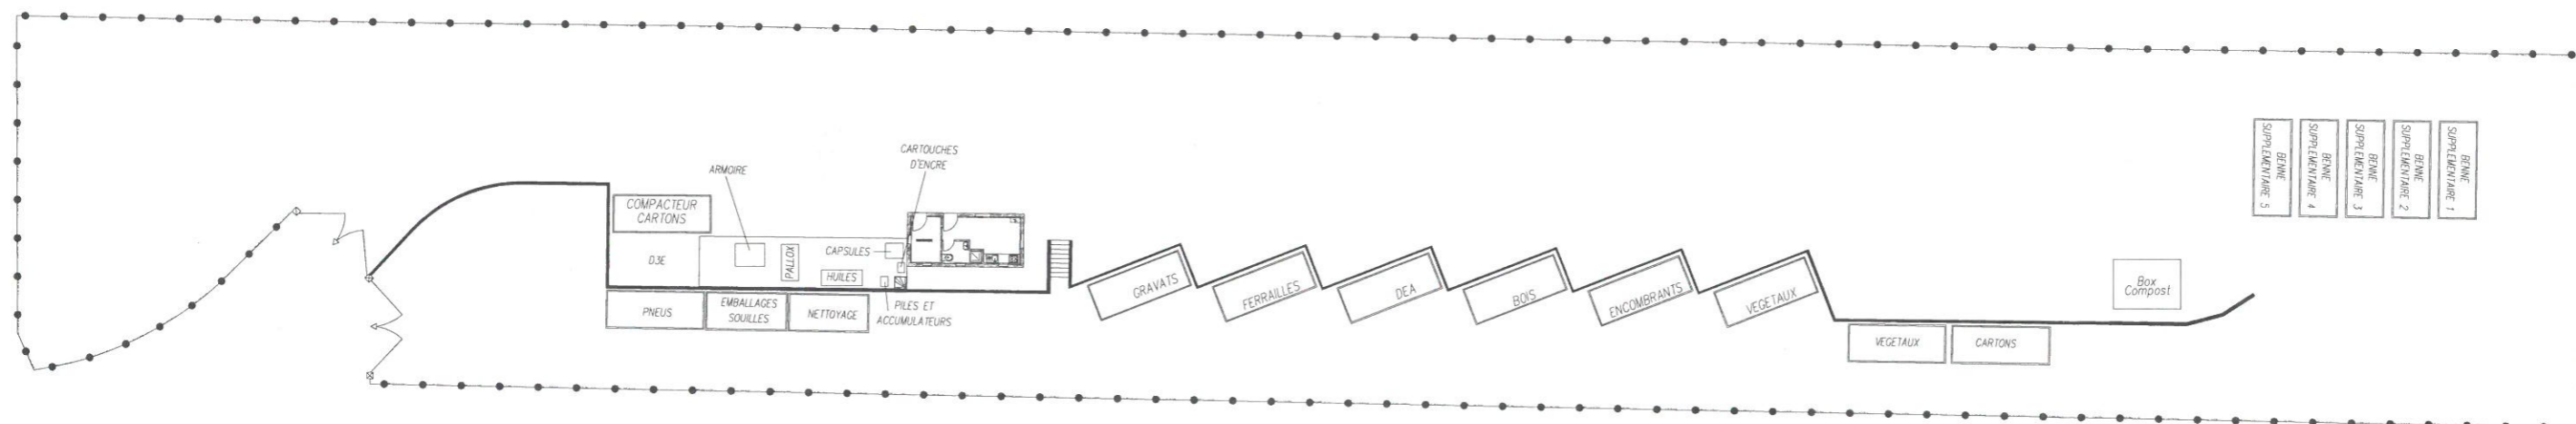 CARTOUCHES
D'ENCRE
ARMOIRE
COMPACTEUR
CARTONS
D3E
PALLOX
CAPSULES
HUILES
PNEUS
EMBALLAGES
SOUILLES
NETTOYAGE
PILES ET
ACCUMULATEURS
GRAVATS
FERRAILLES
DEA
BOIS
ENCOMBRANTS
VEGETAUX
VEGETAUX
CARTONS
Box
Compost
BENNE
SUPPLEMENTAIRE 5
BENNE
SUPPLEMENTAIRE 4
BENNE
SUPPLEMENTAIRE 3
BENNE
SUPPLEMENTAIRE 2
BENNE
SUPPLEMENTAIRE 1